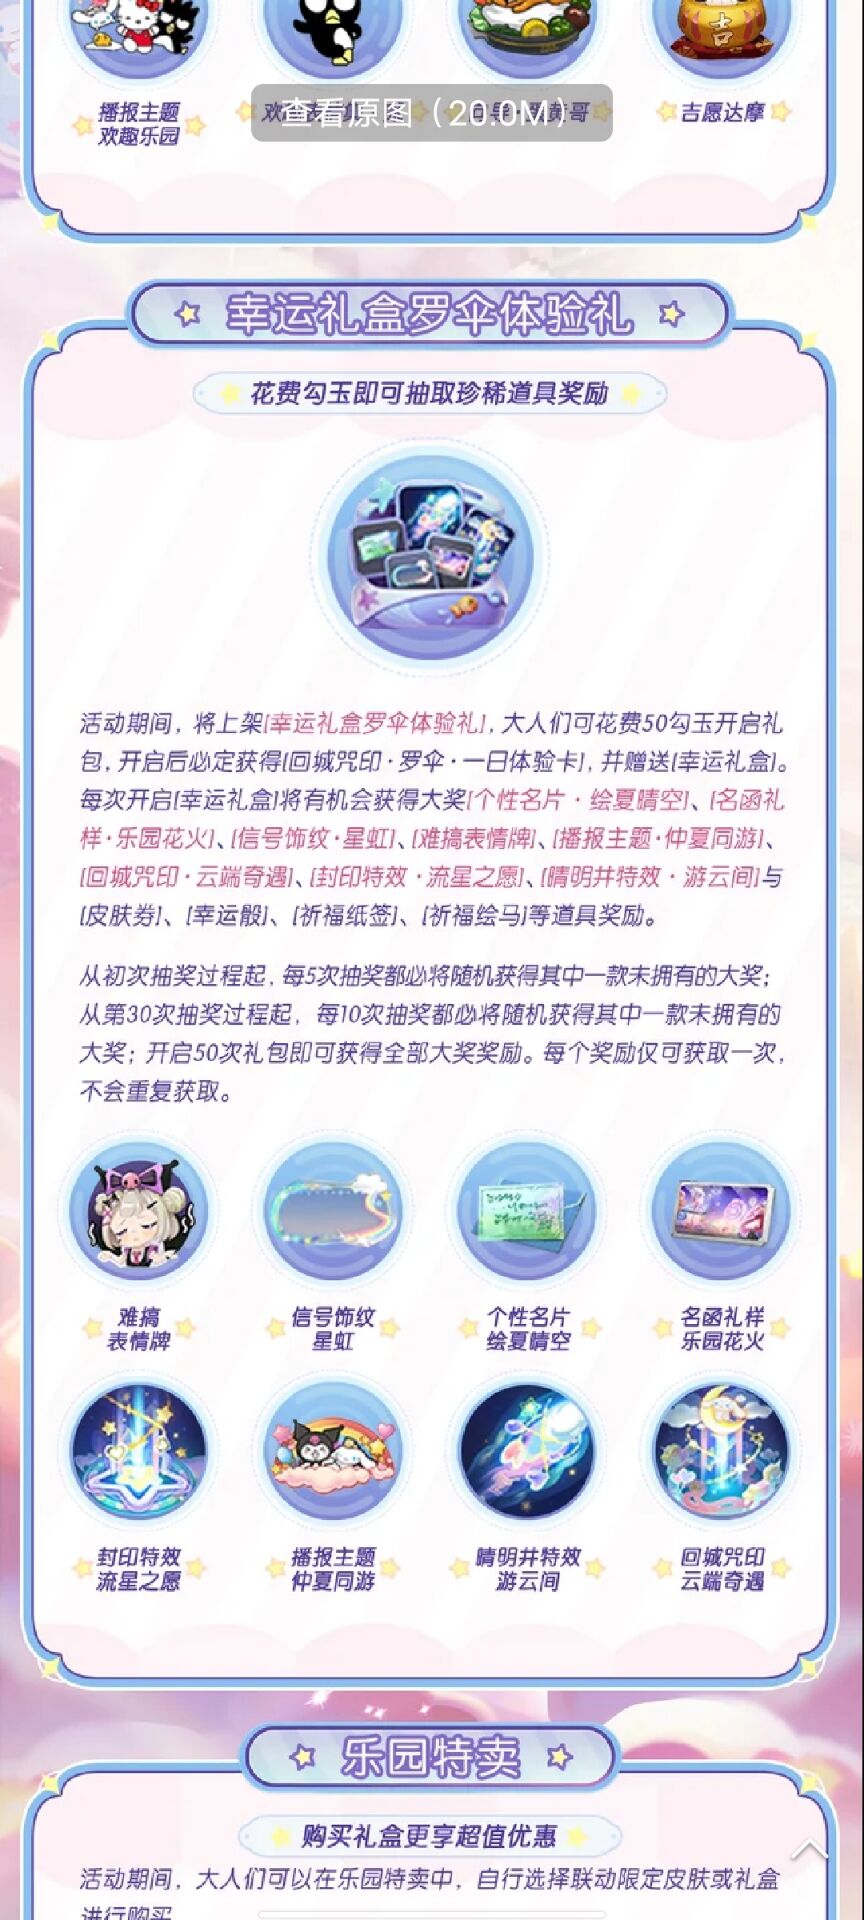 播报主题
欢趣乐园
查看原图（20.0M）
黄哥
吉愿达摩
幸运礼盒罗伞体验礼
花费勾玉即可抽取珍稀道具奖励
活动期间，将上架[幸运礼盒罗伞体验礼]，大人们可花费50勾玉开启礼
包，开启后必定获得[回城咒印·罗伞·一日体验卡]，并赠送[幸运礼盒]。
每次开启[幸运礼盒]将有机会获得大奖[个性名片·绘夏晴空]、[名函礼
样·乐园花火]、[信号饰纹·星虹]、[难搞表情牌]、[播报主题·仲夏同游]、
[回城咒印·云端奇遇]、[封印特效·流星之愿]、[晴明井特效·游云间]与
[皮肤券]、[幸运骰]、[祈福纸签]、[祈福绘马]等道具奖励。
从初次抽奖过程起，每5次抽奖都必将随机获得其中一款未拥有的大奖；
从第30次抽奖过程起，每10次抽奖都必将随机获得其中一款未拥有的
大奖；开启50次礼包即可获得全部大奖奖励。每个奖励仅可获取一次，
不会重复获取。
难搞
表情牌
信号饰纹
星虹
个性名片
绘夏晴空
名函礼样
乐园花火
封印特效
流星之愿
播报主题
仲夏同游
晴明井特效
游云间
回城咒印
云端奇遇
乐园特卖
购买礼盒更享超值优惠
活动期间，大人们可以在乐园特卖中，自行选择联动限定皮肤或礼盒
进行购买